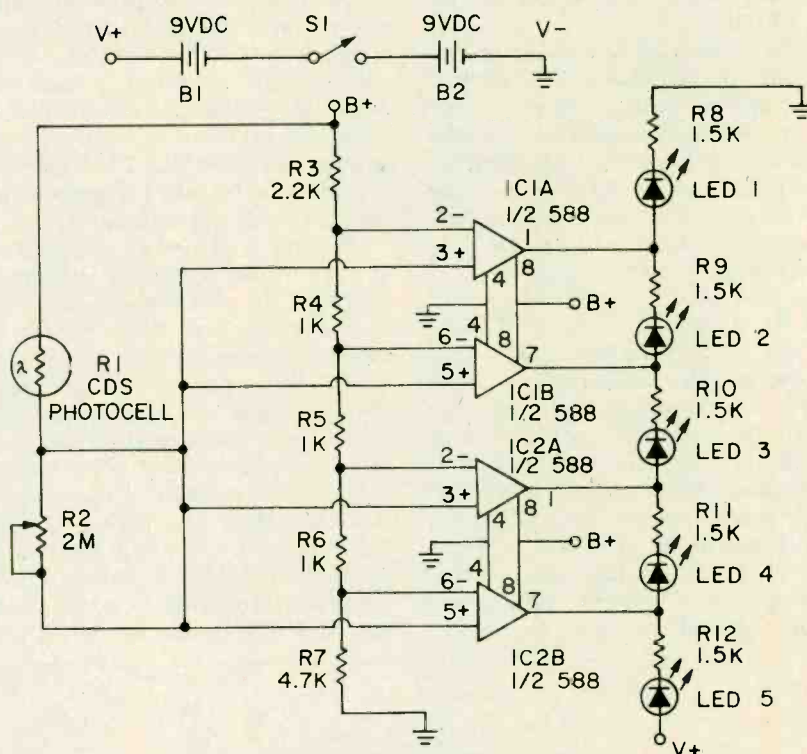 V+
9VDC
S1
9VDC
V-
B1
B2
B+
R3
2.2K
R8
1.5K
LED 1
IC1A
1/2 588
2-
1
3+
8
4
B+
R9
1.5K
LED 2
R4
1K
λ
R1
CDS
PHOTOCELL
4
8
6-
7
5+
IC1B
1/2 588
R10
1.5K
LED 3
R5
1K
IC2A
1/2 588
2-
3+
8
1
4
B+
R2
2M
R6
1K
R11
1.5K
LED 4
4
8
6-
7
5+
IC2B
1/2 588
R7
4.7K
R12
1.5K
LED 5
V+